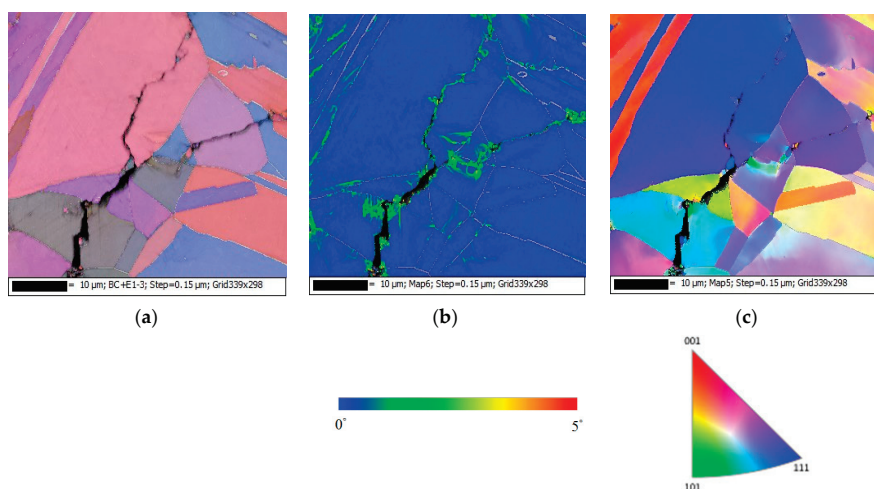 = 10 µm; BC+E1-3; Step=0.15 µm; Grid339x298
= 10 µm; Map6; Step=0.15 µm; Grid339x298
= 10 µm; Map5; Step=0.15 µm; Grid339x298
(a)
(b)
(c)
001
0°
5°
111
101